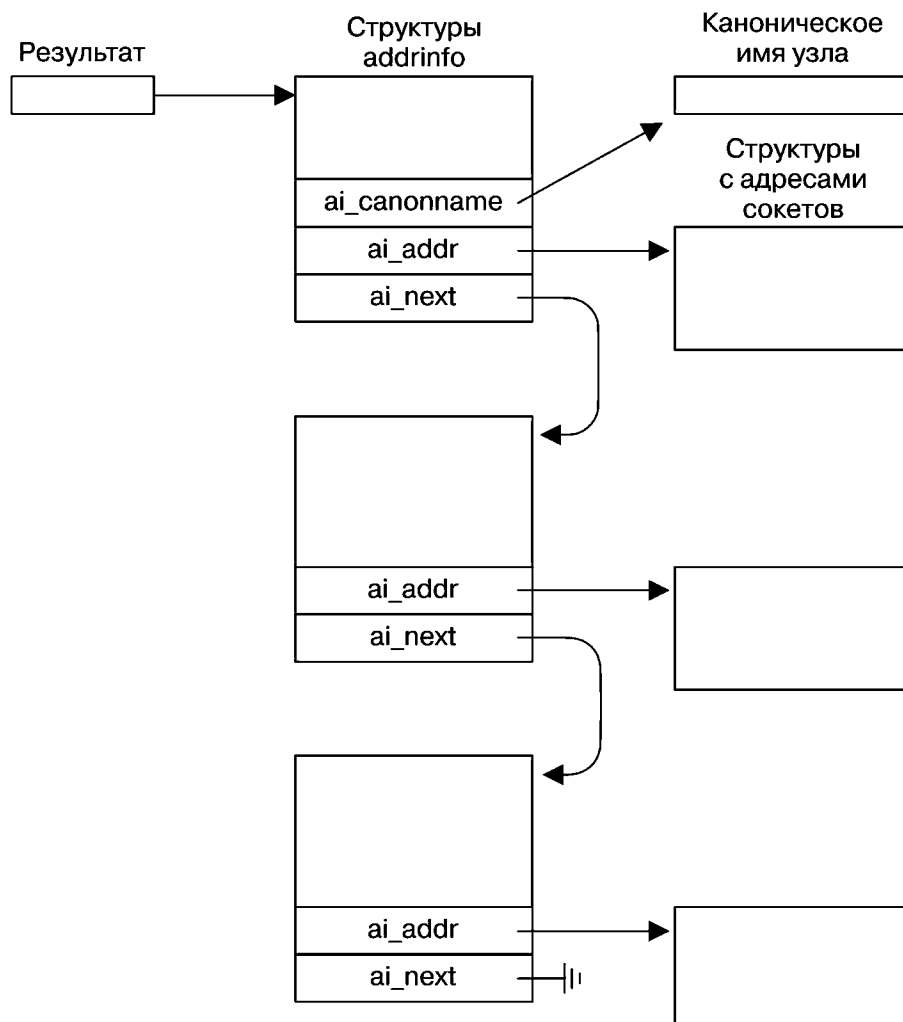 Результат
Структуры
addrinfo
Каноническое
имя узла
ai_canonname
ai_addr
ai_next
Структуры
с адресами
сокетов
ai_addr
ai_next
ai_addr
ai_next